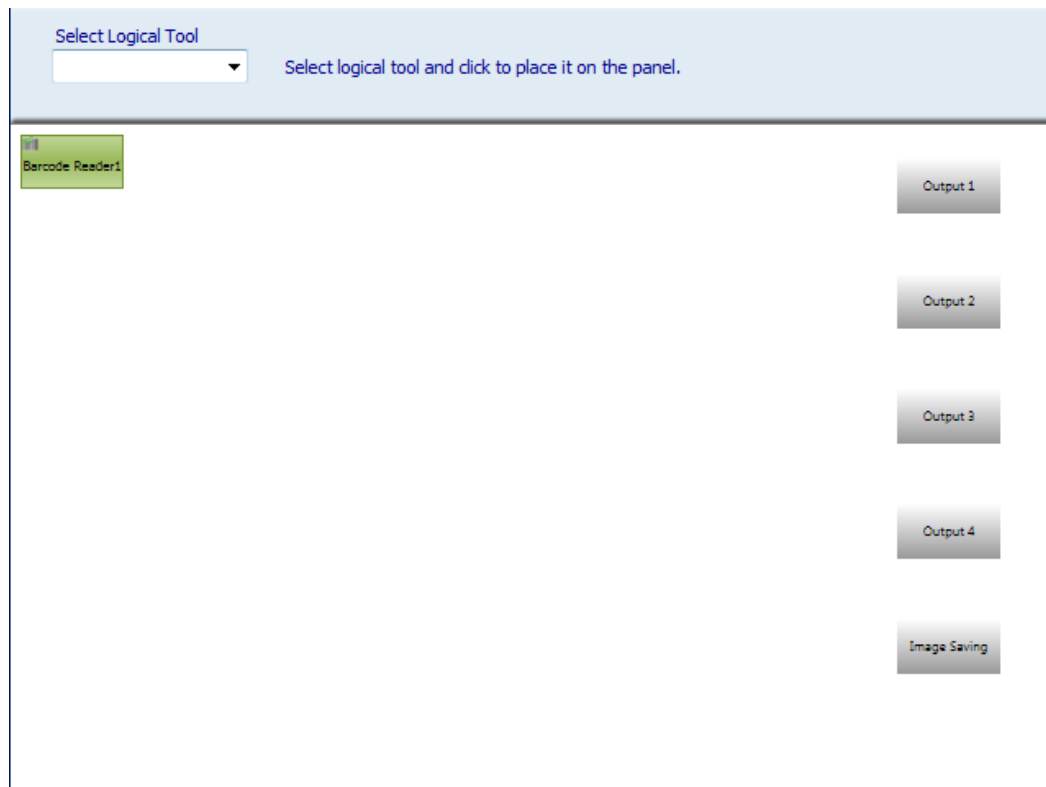 Select Logical Tool
Select logical tool and click to place it on the panel.
Barcode Reader1
Output 1
Output 2
Output 3
Output 4
Image Saving